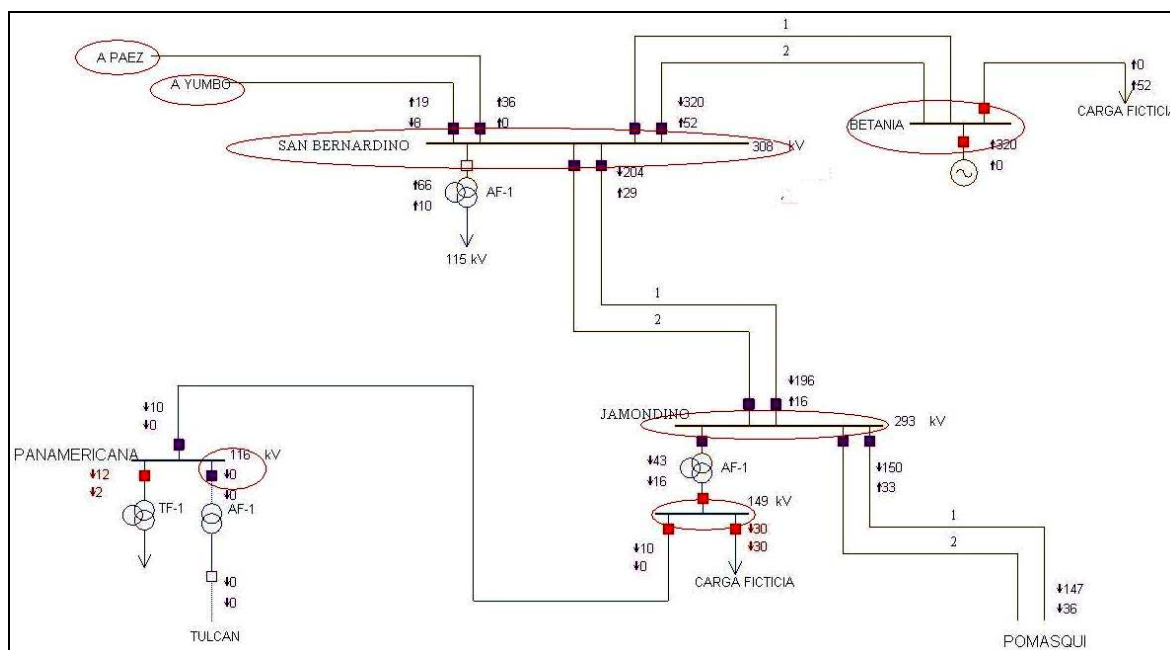 1
2
A PAEZ
A YUMBO
↑19
↓8
↑36
↑0
↓320
↑52
↑0
↑52
CARGA FICTICIA
BETANIA
SAN BERNARDINO
308 kV
↑320
↑0
↓204
↑29
↑66
↑10
AF-1
115 kV
1
2
↓196
↑16
JAMONDINO
293 kV
↓10
↓0
PANAMERICANA
116 kV
↓12
↓2
↓0
↓0
TF-1
AF-1
↓43
↓16
AF-1
↓150
↑33
149 kV
↓30
↓30
↓10
↓0
1
2
CARGA FICTICIA
↓0
↓0
TULCAN
↓147
↓36
POMASQUI